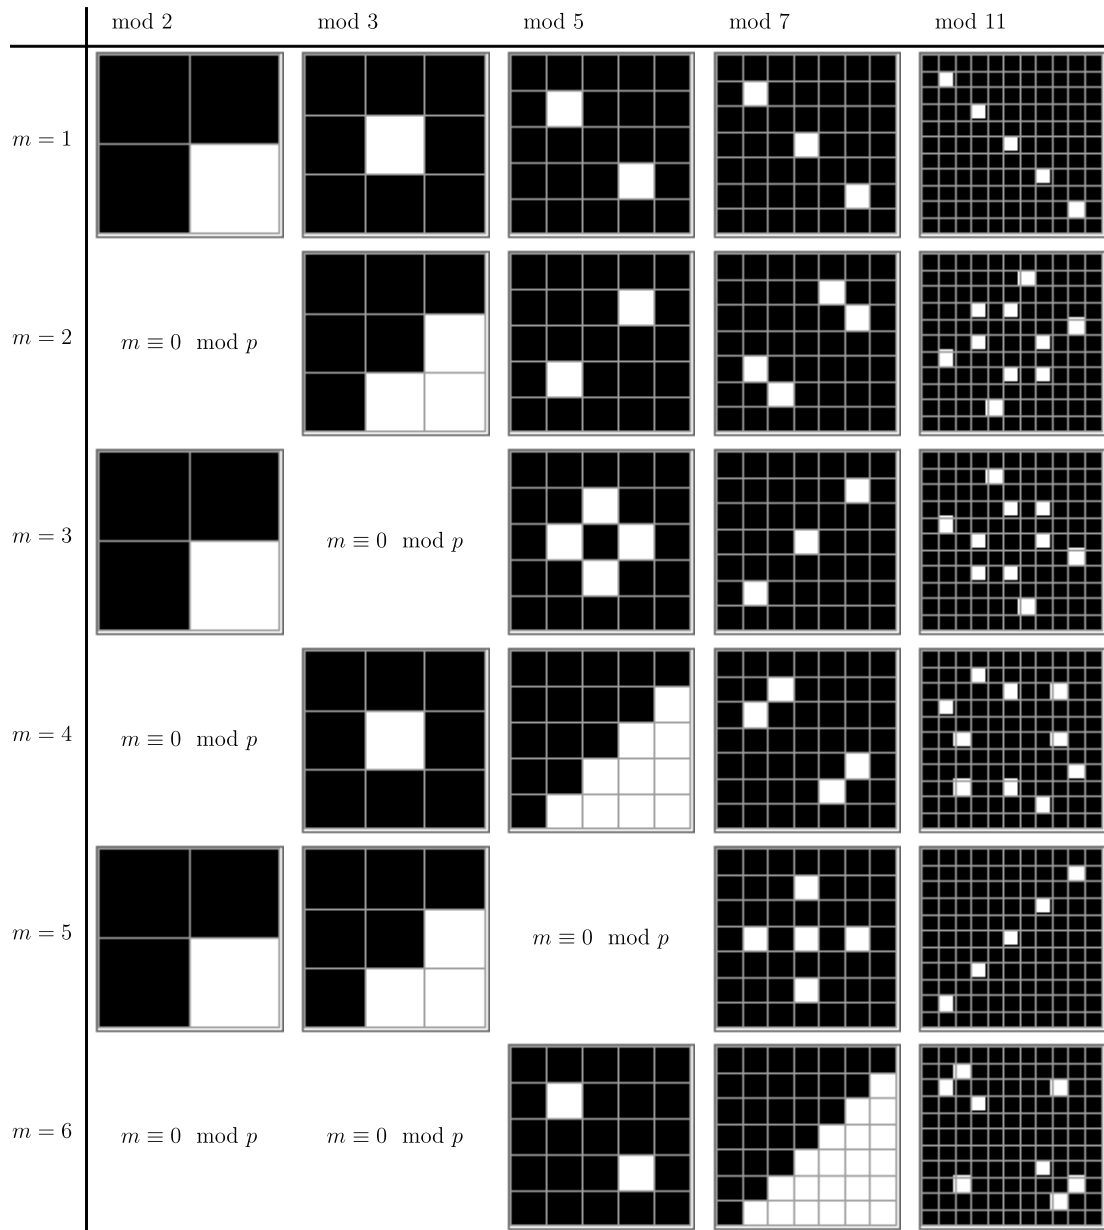 mod 2 mod 3 mod 5 mod 7 mod 11
m = 1
m = 2 m ≡ 0 mod p
m = 3 m ≡ 0 mod p
m = 4 m ≡ 0 mod p
m = 5 m ≡ 0 mod p
m = 6 m ≡ 0 mod p m ≡ 0 mod p